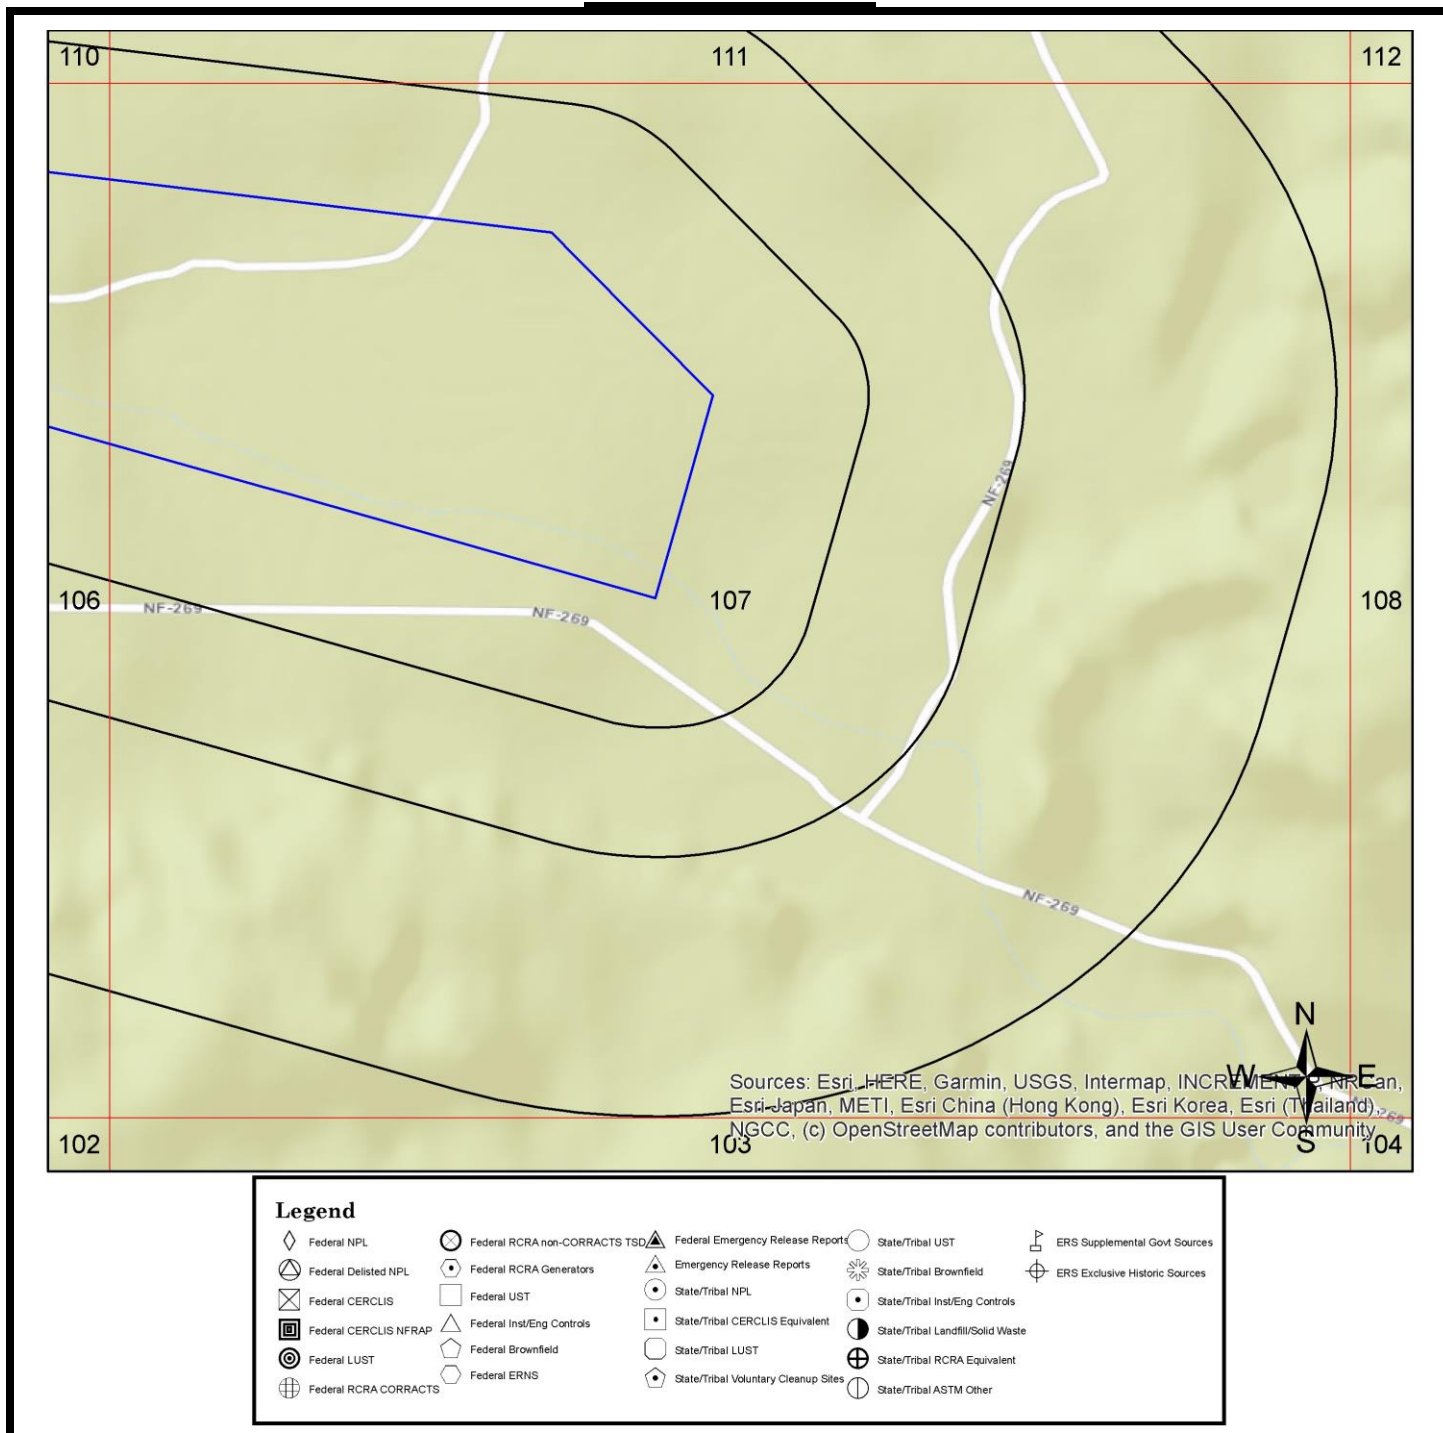 110
111
112
NF-269
106
NF-269
NF-269
107
108
NF-269
N
W
E
S
Sources: Esri, HERE, Garmin, USGS, Intermap, INCREMENT P, NRCan,
Esri Japan, METI, Esri China (Hong Kong), Esri Korea, Esri (Thailand),
NGCC, (c) OpenStreetMap contributors, and the GIS User Community
NF-269
102
103
104
Legend
Federal NPL
Federal Delisted NPL
Federal CERCLIS
Federal CERCLIS NFRAP
Federal LUST
Federal RCRA CORRACTS
Federal RCRA non-CORRACTS TSD
Federal RCRA Generators
Federal UST
Federal Inst/Eng Controls
Federal Brownfield
Federal ERNS
Federal Emergency Release Reports
Emergency Release Reports
State/Tribal NPL
State/Tribal CERCLIS Equivalent
State/Tribal LUST
State/Tribal Voluntary Cleanup Sites
State/Tribal UST
State/Tribal Brownfield
State/Tribal Inst/Eng Controls
State/Tribal Landfill/Solid Waste
State/Tribal RCRA Equivalent
State/Tribal ASTM Other
ERS Supplemental Govt Sources
ERS Exclusive Historic Sources